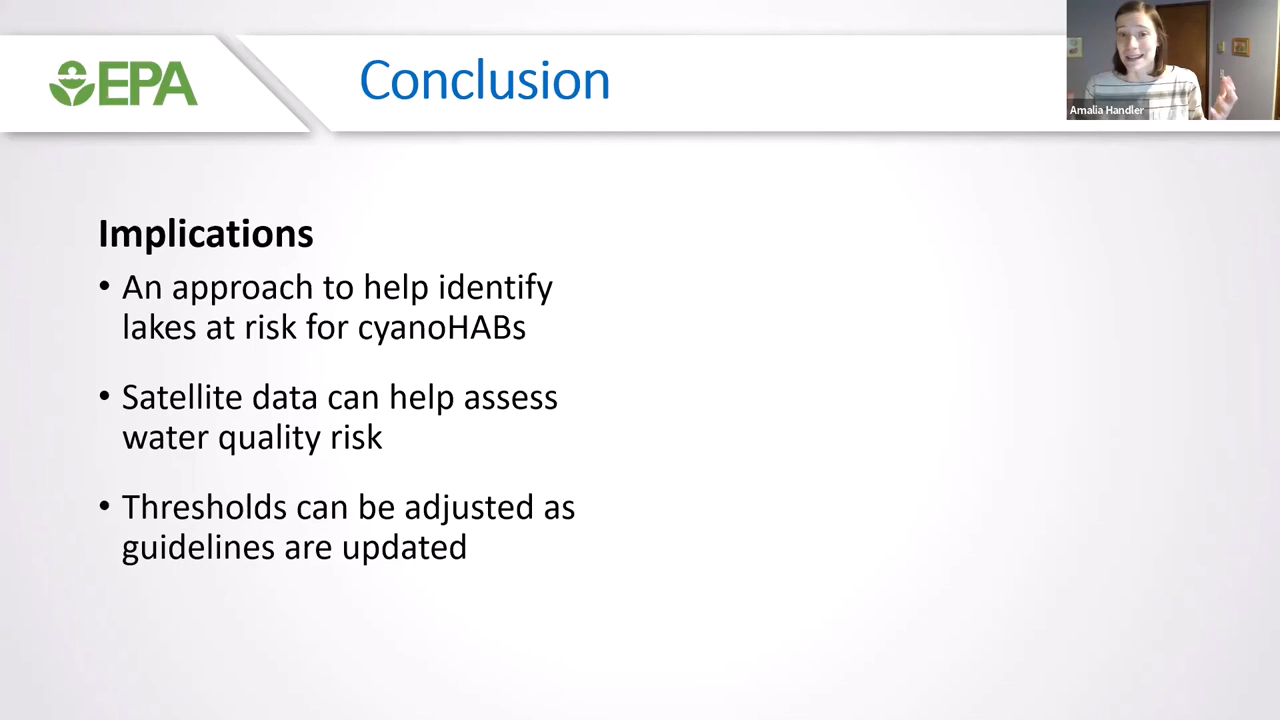 EPA
Conclusion
Amalia Handler
Implications
• An approach to help identify
lakes at risk for cyanoHABs
• Satellite data can help assess
water quality risk
• Thresholds can be adjusted as
guidelines are updated